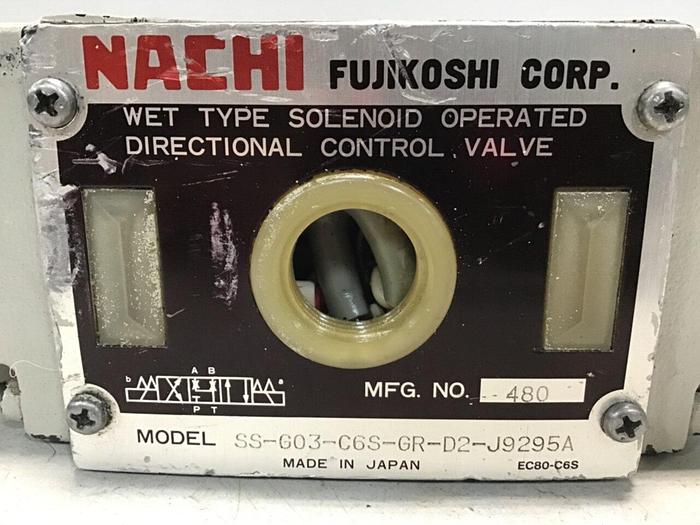 NACHI FUJIKOSHI CORP.
WET TYPE SOLENOID OPERATED
DIRECTIONAL CONTROL VALVE
A B
b a
P T
MFG. NO. 480
MODEL SS-G03-C6S-GR-D2-J9295A
MADE IN JAPAN EC80-C6S